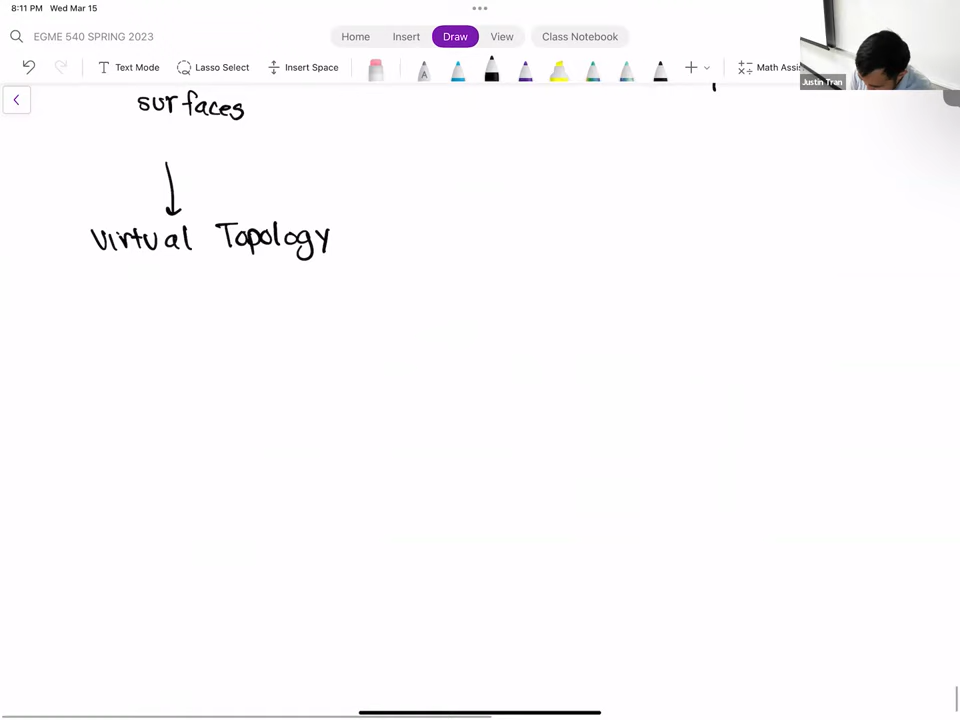 8:11 PM Wed Mar 15
EGME 540 SPRING 2023
Home Insert Draw View Class Notebook
Text Mode Lasso Select Insert Space A Math Assis
Justin Tran
surfaces
Virtual Topology